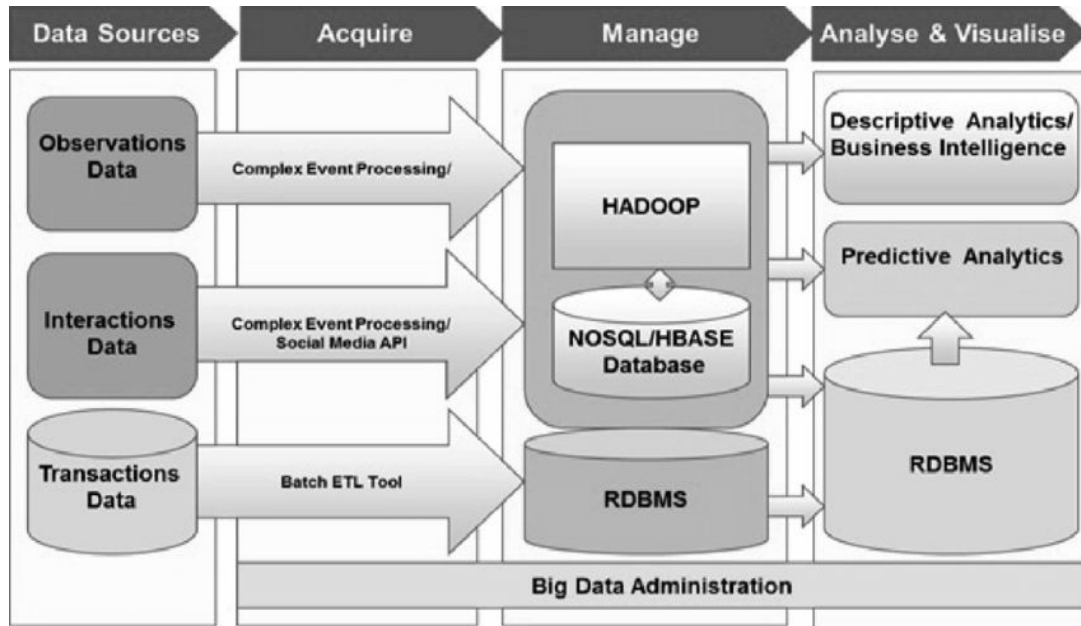 Data Sources
Acquire
Manage
Analyse & Visualise
Observations
Data
Complex Event Processing/
HADOOP
Descriptive Analytics/
Business Intelligence
Interactions
Data
Complex Event Processing/
Social Media API
NOSQL/HBASE
Database
Predictive Analytics
Transactions
Data
Batch ETL Tool
RDBMS
RDBMS
Big Data Administration